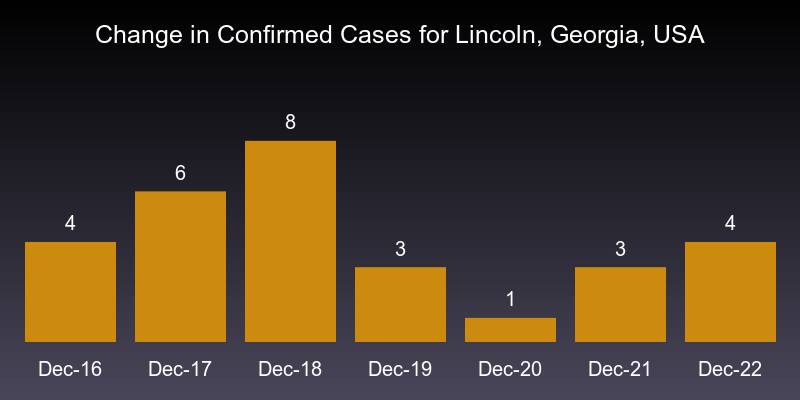 Change in Confirmed Cases for Lincoln, Georgia, USA
4
6
8
3
1
3
4
Dec-16
Dec-17
Dec-18
Dec-19
Dec-20
Dec-21
Dec-22